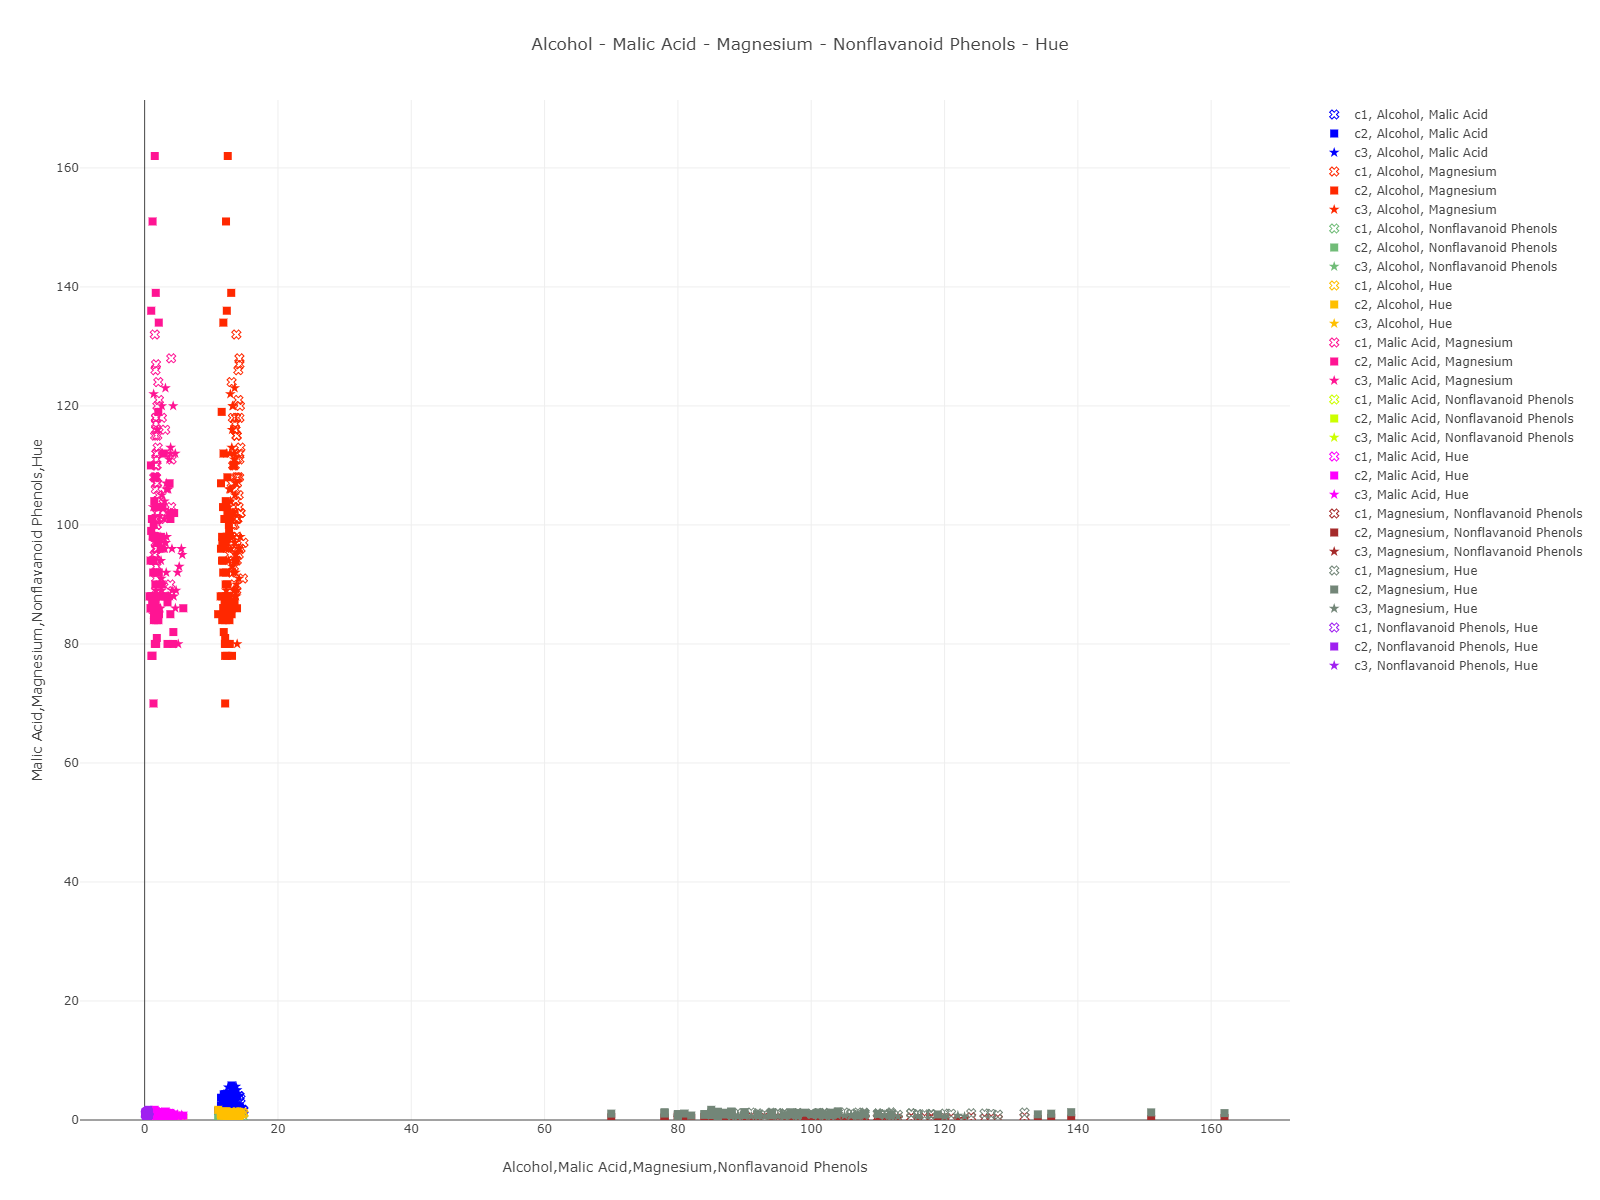 Alcohol - Malic Acid - Magnesium - Nonflavanoid Phenols - Hue
Malic Acid,Magnesium,Nonflavanoid Phenols,Hue
160
140
120
100
80
60
40
20
0
0
20
40
60
80
100
120
140
160
Alcohol,Malic Acid,Magnesium,Nonflavanoid Phenols
c1, Alcohol, Malic Acid
c2, Alcohol, Malic Acid
c3, Alcohol, Malic Acid
c1, Alcohol, Magnesium
c2, Alcohol, Magnesium
c3, Alcohol, Magnesium
c1, Alcohol, Nonflavanoid Phenols
c2, Alcohol, Nonflavanoid Phenols
c3, Alcohol, Nonflavanoid Phenols
c1, Alcohol, Hue
c2, Alcohol, Hue
c3, Alcohol, Hue
c1, Malic Acid, Magnesium
c2, Malic Acid, Magnesium
c3, Malic Acid, Magnesium
c1, Malic Acid, Nonflavanoid Phenols
c2, Malic Acid, Nonflavanoid Phenols
c3, Malic Acid, Nonflavanoid Phenols
c1, Malic Acid, Hue
c2, Malic Acid, Hue
c3, Malic Acid, Hue
c1, Magnesium, Nonflavanoid Phenols
c2, Magnesium, Nonflavanoid Phenols
c3, Magnesium, Nonflavanoid Phenols
c1, Magnesium, Hue
c2, Magnesium, Hue
c3, Magnesium, Hue
c1, Nonflavanoid Phenols, Hue
c2, Nonflavanoid Phenols, Hue
c3, Nonflavanoid Phenols, Hue